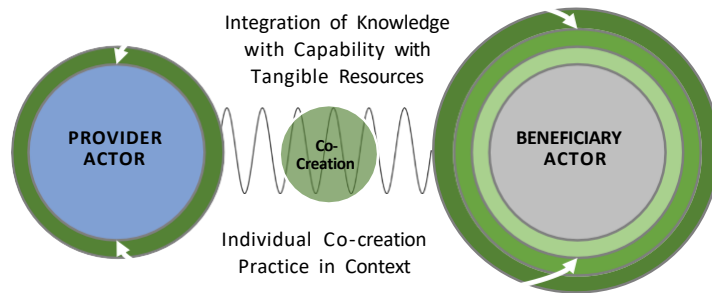 Integration of Knowledge
with Capability with
Tangible Resources
PROVIDER
ACTOR
Co-
Creation
BENEFICIARY
ACTOR
Individual Co-creation
Practice in Context